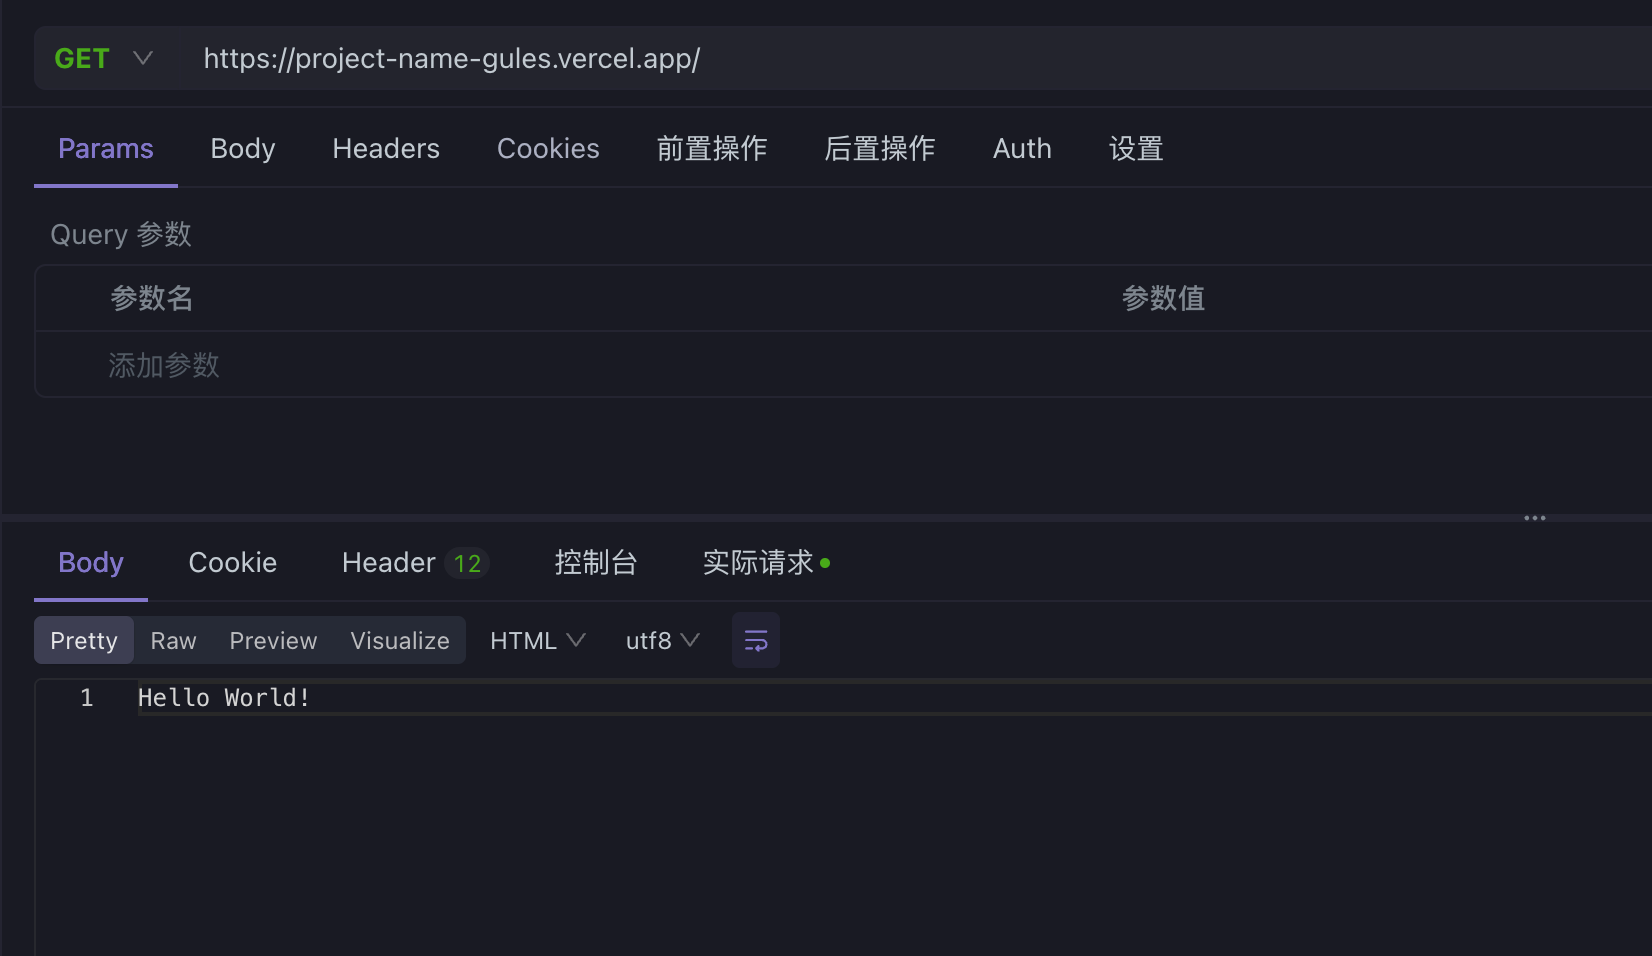 GET https://project-name-gules.vercel.app/
Params Body Headers Cookies 前置操作 后置操作 Auth 设置
Query 参数
参数名 参数值
添加参数
Body Cookie Header 12 控制台 实际请求
Pretty Raw Preview Visualize HTML utf8
1 Hello World!